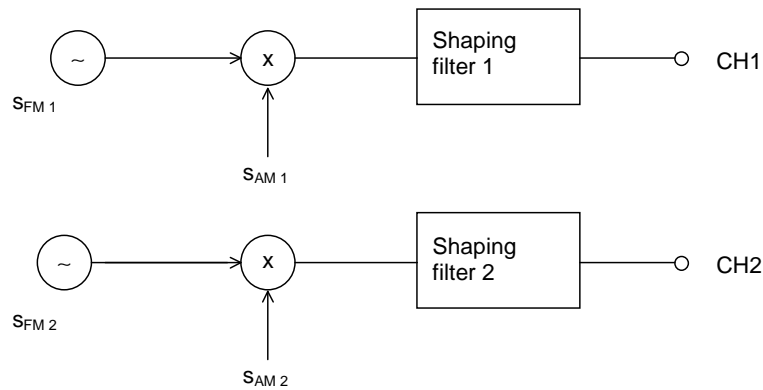 Shaping
filter 1
~
x
CH1
sFM 1
sAM 1
Shaping
filter 2
~
x
CH2
sFM 2
sAM 2